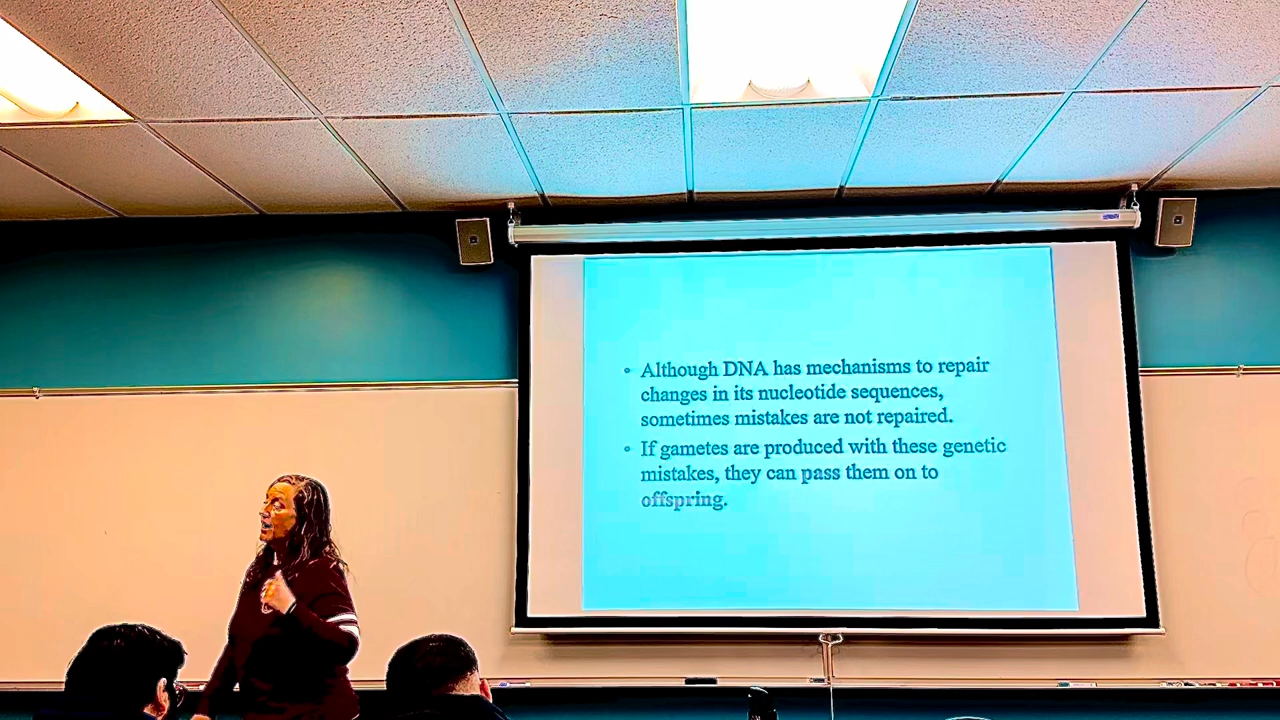 • Although DNA has mechanisms to repair
changes in its nucleotide sequences,
sometimes mistakes are not repaired.
• If gametes are produced with these genetic
mistakes, they can pass them on to
offspring.